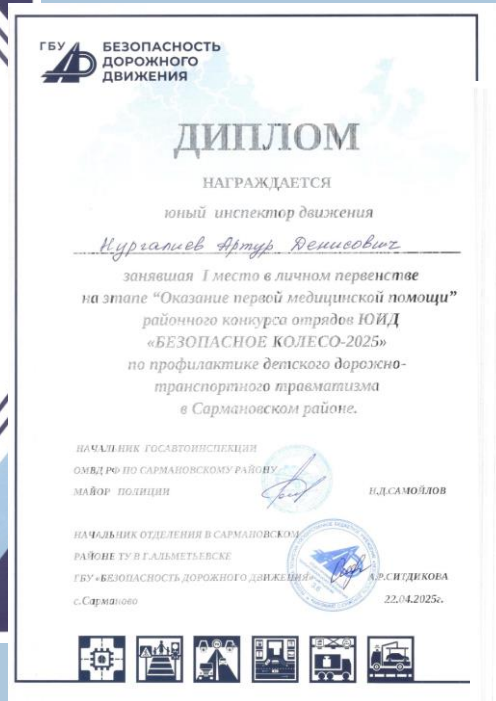 ГБУ
БЕЗОПАСНОСТЬ
ДОРОЖНОГО
ДВИЖЕНИЯ
ДИПЛОМ
НАГРАЖДАЕТСЯ
юный инспектор движения
Нургалиев Артур Денисович
занявшая I место в личном первенстве
на этапе “Оказание первой медицинской помощи”
районного конкурса отрядов ЮИД
«БЕЗОПАСНОЕ КОЛЕСО-2025»
по профилактике детского дорожно-
транспортного травматизма
в Сармановском районе.
НАЧАЛЬНИК ГОСАВТОИНСПЕКЦИИ
ОМВД РФ ПО САРМАНОВСКОМУ РАЙОНУ
МАЙОР ПОЛИЦИИ Н.Д.САМОЙЛОВ
НАЧАЛЬНИК ОТДЕЛЕНИЯ В САРМАНОВСКОМ
РАЙОНЕ ТУ В Г.АЛЬМЕТЬЕВСКЕ
ГБУ«БЕЗОПАСНОСТЬ ДОРОЖНОГО ДВИЖЕНИЯ» А.Р.СИТДИКОВА
с.Сарманово 22.04.2025г.